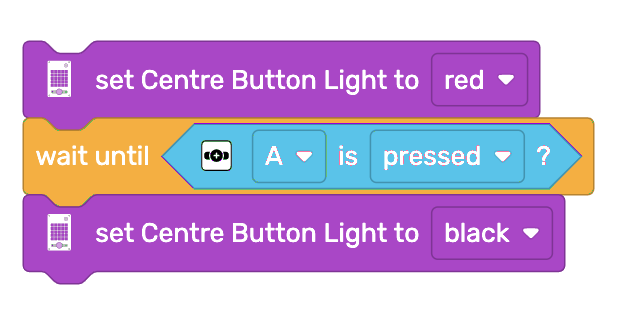 set Centre Button Light to red
wait until A is pressed ?
set Centre Button Light to black